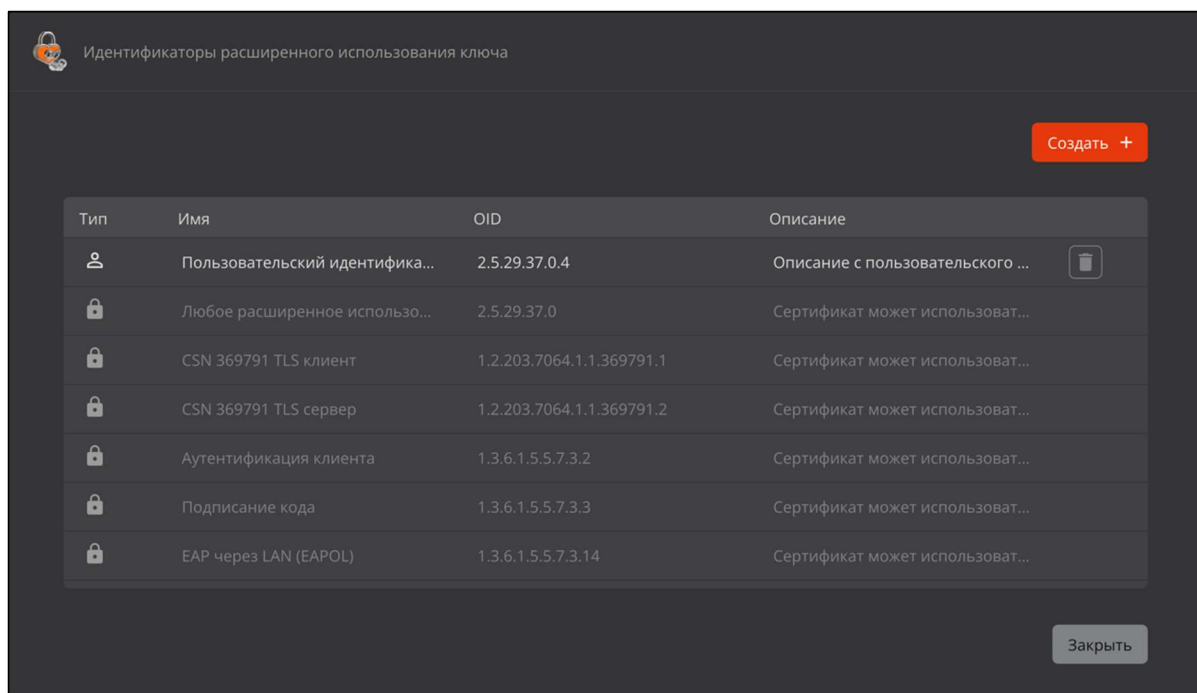 Идентификаторы расширенного использования ключа
Создать +
Тип Имя OID Описание
Пользовательский идентифика... 2.5.29.37.0.4 Описание с пользовательского ...
Любое расширенное использо... 2.5.29.37.0 Сертификат может использоват...
CSN 369791 TLS клиент 1.2.203.7064.1.1.369791.1 Сертификат может использоват...
CSN 369791 TLS сервер 1.2.203.7064.1.1.369791.2 Сертификат может использоват...
Аутентификация клиента 1.3.6.1.5.5.7.3.2 Сертификат может использоват...
Подписание кода 1.3.6.1.5.5.7.3.3 Сертификат может использоват...
EAP через LAN (EAPOL) 1.3.6.1.5.5.7.3.14 Сертификат может использоват...
Закрыть